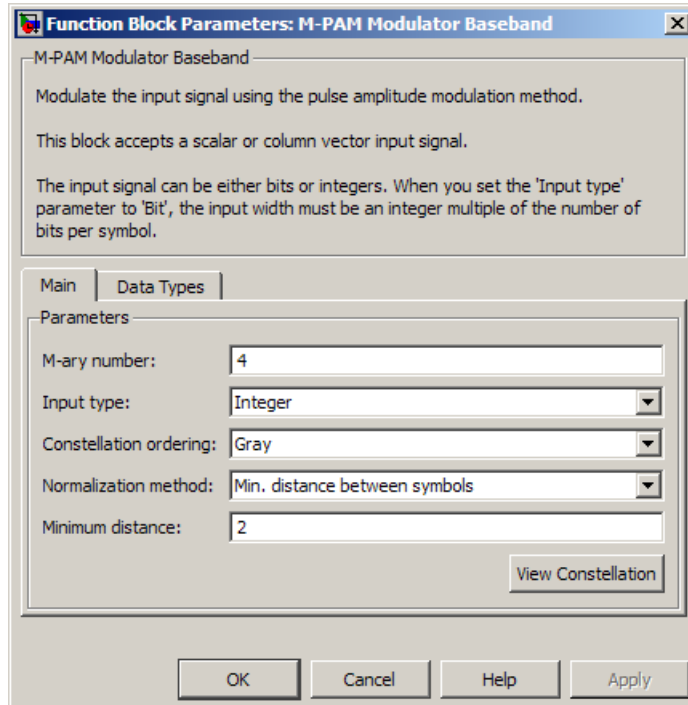 Function Block Parameters: M-PAM Modulator Baseband
M-PAM Modulator Baseband
Modulate the input signal using the pulse amplitude modulation method.
This block accepts a scalar or column vector input signal.
The input signal can be either bits or integers. When you set the 'Input type'
parameter to 'Bit', the input width must be an integer multiple of the number of
bits per symbol.
Main Data Types
Parameters
M-ary number: 4
Input type: Integer
Constellation ordering: Gray
Normalization method: Min. distance between symbols
Minimum distance: 2
View Constellation
OK Cancel Help Apply